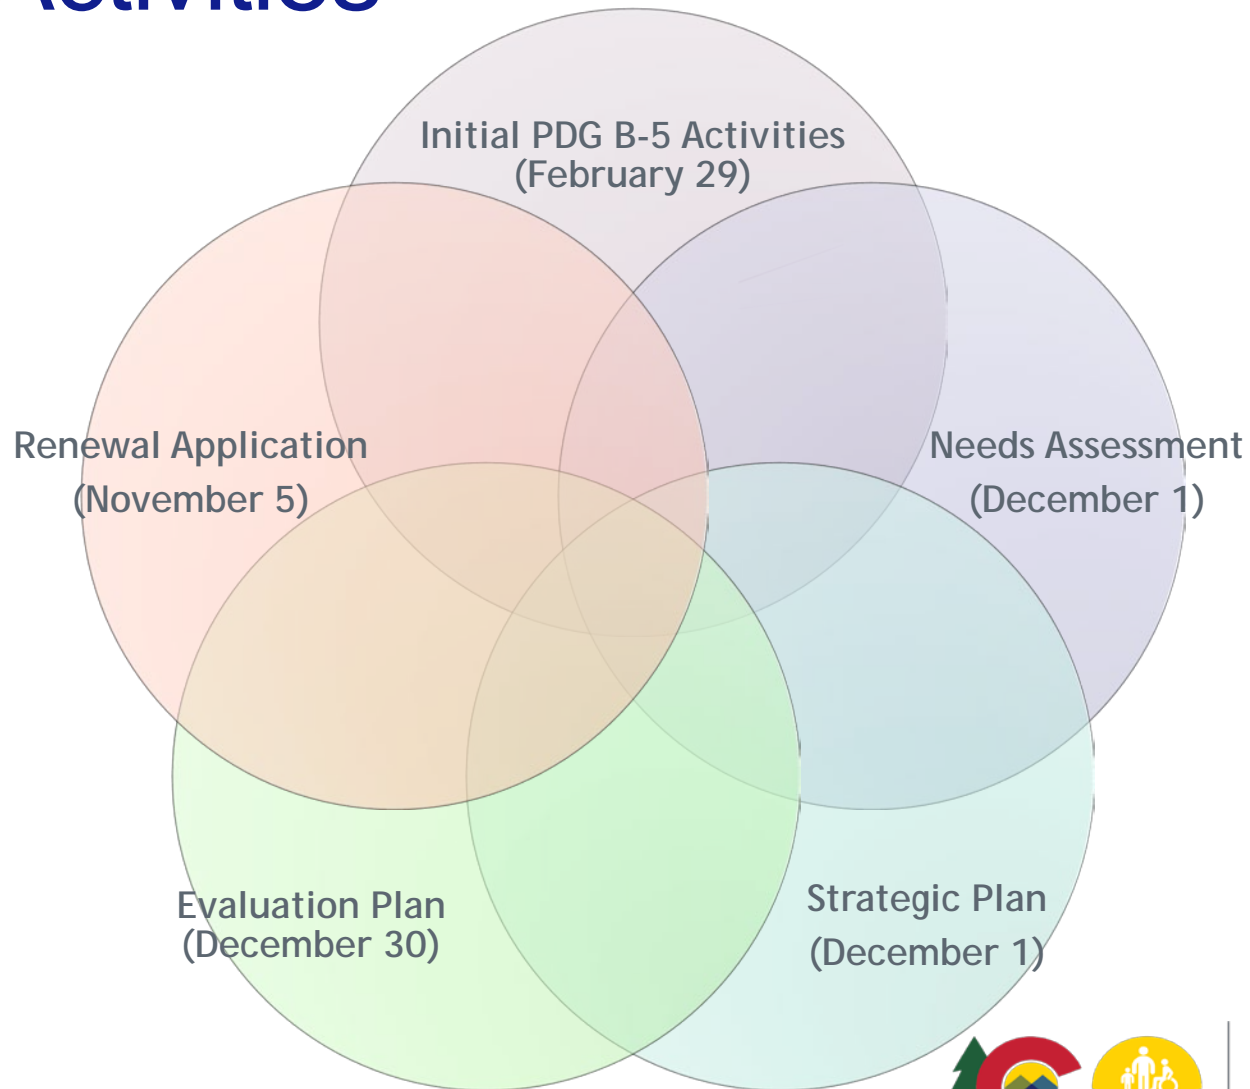 Activities
Initial PDG B-5 Activities
(February 29)
Renewal Application
(November 5)
Needs Assessment
(December 1)
Evaluation Plan
(December 30)
Strategic Plan
(December 1)